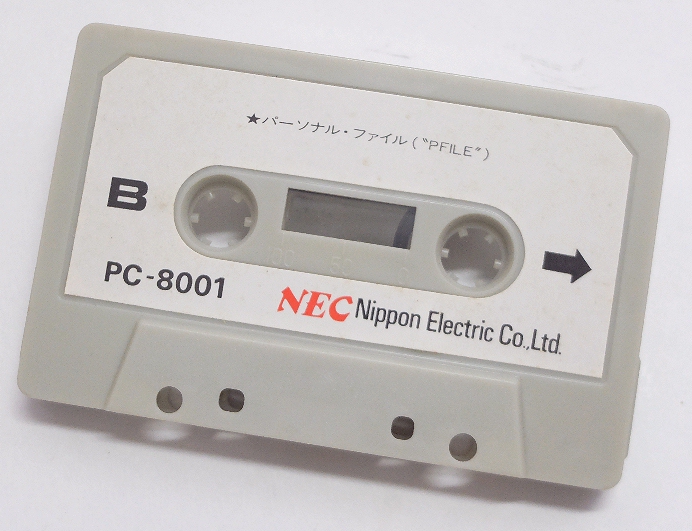 ★パーソナル・ファイル("PFILE")
B
PC-8001
NEC Nippon Electric Co.,Ltd.